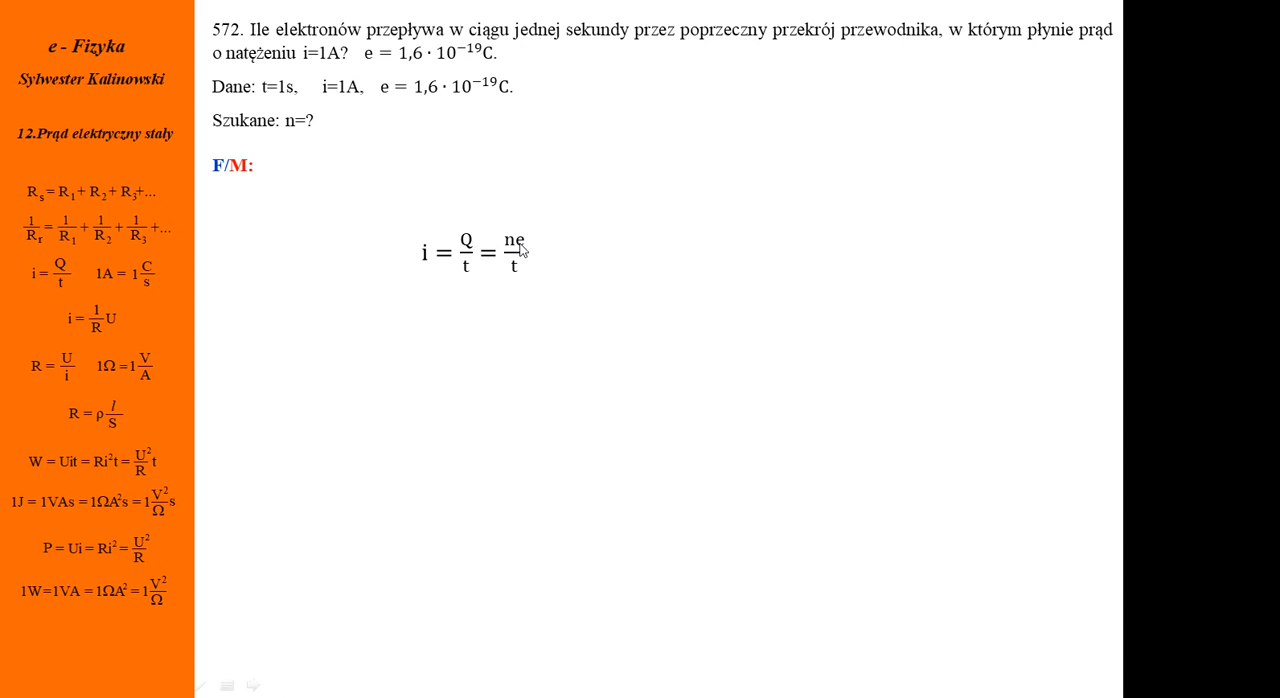 e - Fizyka
Sylwester Kalinowski
12.Prąd elektryczny stały
R_s = R_1 + R_2 + R_3 +...
1/R_r = 1/R_1 + 1/R_2 + 1/R_3 +...
i = Q/t 1A = 1 C/s
i = 1/R U
R = U/i 1Ω = 1 V/A
R = ρ l/S
W = Uit = Ri²t = U²/R t
1J = 1VAs = 1ΩA²s = 1 V²/Ω s
P = Ui = Ri² = U²/R
1W=1VA = 1ΩA² = 1 V²/Ω
572. Ile elektronów przepływa w ciągu jednej sekundy przez poprzeczny przekrój przewodnika, w którym płynie prąd
o natężeniu i=1A? e = 1,6 · 10⁻¹⁹C.
Dane: t=1s, i=1A, e = 1,6 · 10⁻¹⁹C.
Szukane: n=?
F/M:
i = Q/t = ne/t